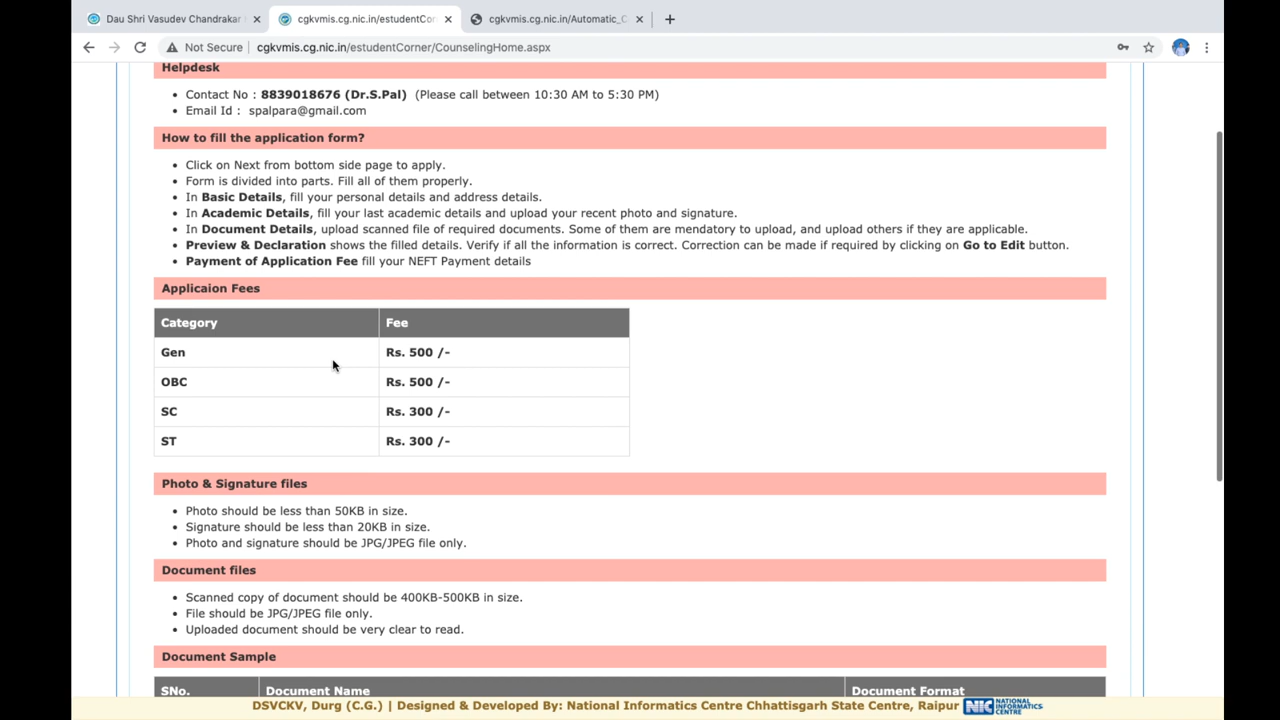 Dau Shri Vasudev Chandrakar
cgkvmis.cg.nic.in/estudentCor
cgkvmis.cg.nic.in/Automatic_C
Not Secure cgkvmis.cg.nic.in/estudentCorner/CounselingHome.aspx
Helpdesk
Contact No : 8839018676 (Dr.S.Pal) (Please call between 10:30 AM to 5:30 PM)
Email Id : spalpara@gmail.com
How to fill the application form?
Click on Next from bottom side page to apply.
Form is divided into parts. Fill all of them properly.
In Basic Details, fill your personal details and address details.
In Academic Details, fill your last academic details and upload your recent photo and signature.
In Document Details, upload scanned file of required documents. Some of them are mandatory to upload, and upload others if they are applicable.
Preview & Declaration shows the filled details. Verify if all the information is correct. Correction can be made if required by clicking on Go to Edit button.
Payment of Application Fee fill your NEFT Payment details
Applicaion Fees
Category Fee
Gen Rs. 500 /-
OBC Rs. 500 /-
SC Rs. 300 /-
ST Rs. 300 /-
Photo & Signature files
Photo should be less than 50KB in size.
Signature should be less than 20KB in size.
Photo and signature should be JPG/JPEG file only.
Document files
Scanned copy of document should be 400KB-500KB in size.
File should be JPG/JPEG file only.
Uploaded document should be very clear to read.
Document Sample
SNo. Document Name Document Format
DSVCKV, Durg (C.G.) | Designed & Developed By: National Informatics Centre Chhattisgarh State Centre, Raipur NIC NATIONAL INFORMATICS CENTRE